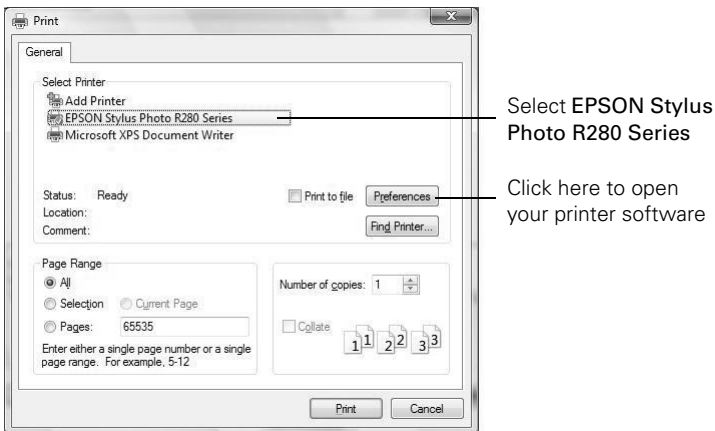 Print
General
Select Printer
Add Printer
EPSON Stylus Photo R280 Series
Microsoft XPS Document Writer
Select EPSON Stylus
Photo R280 Series
Status: Ready
Location:
Comment:
Print to file
Preferences
Find Printer...
Click here to open
your printer software
Page Range
All
Selection
Current Page
Pages: 65535
Enter either a single page number or a single
page range. For example, 5-12
Number of copies: 1
Collate
1 1 2 2 3 3
Print
Cancel